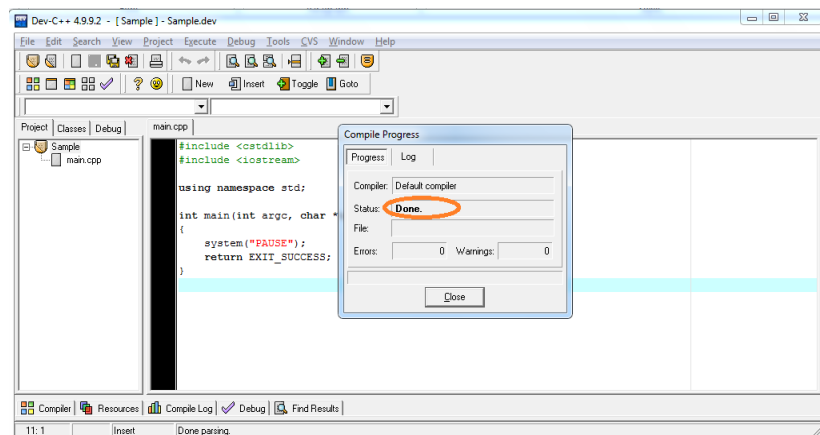 Dev-C++ 4.9.9.2 - [ Sample ] - Sample.dev
File Edit Search View Project Execute Debug Tools CVS Window Help
New Insert Toggle Goto
Project Classes Debug main.cpp
Sample
main.cpp
#include <cstdlib>
#include <iostream>
using namespace std;
int main(int argc, char *
{
system("PAUSE");
return EXIT_SUCCESS;
}
Compile Progress
Progress Log
Compiler: Default compiler
Status: Done.
File:
Errors: 0 Warnings: 0
Close
Compiler Resources Compile Log Debug Find Results
11: 1 Insert Done parsing.